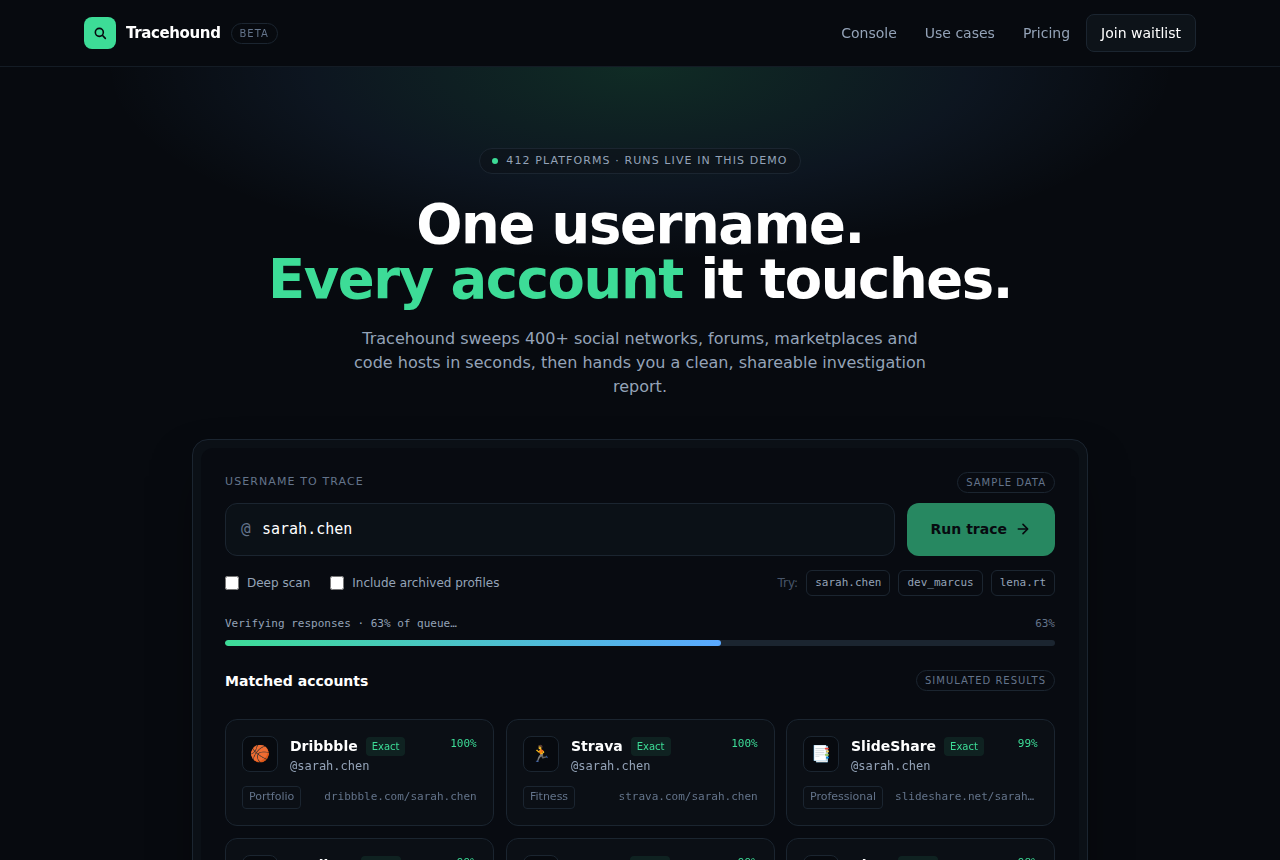 Tracehound BETA Console Use cases Pricing Join waitlist
412 PLATFORMS · RUNS LIVE IN THIS DEMO
One username.
Every account it touches.
Tracehound sweeps 400+ social networks, forums, marketplaces and
code hosts in seconds, then hands you a clean, shareable investigation
report.
USERNAME TO TRACE SAMPLE DATA
@ sarah.chen Run trace →
Deep scan Include archived profiles Try: sarah.chen dev_marcus lena.rt
Verifying responses · 63% of queue… 63%
Matched accounts SIMULATED RESULTS
Dribbble Exact 100% Strava Exact 100% SlideShare Exact 99%
@sarah.chen @sarah.chen @sarah.chen
Portfolio dribbble.com/sarah.chen Fitness strava.com/sarah.chen Professional slideshare.net/sarah…